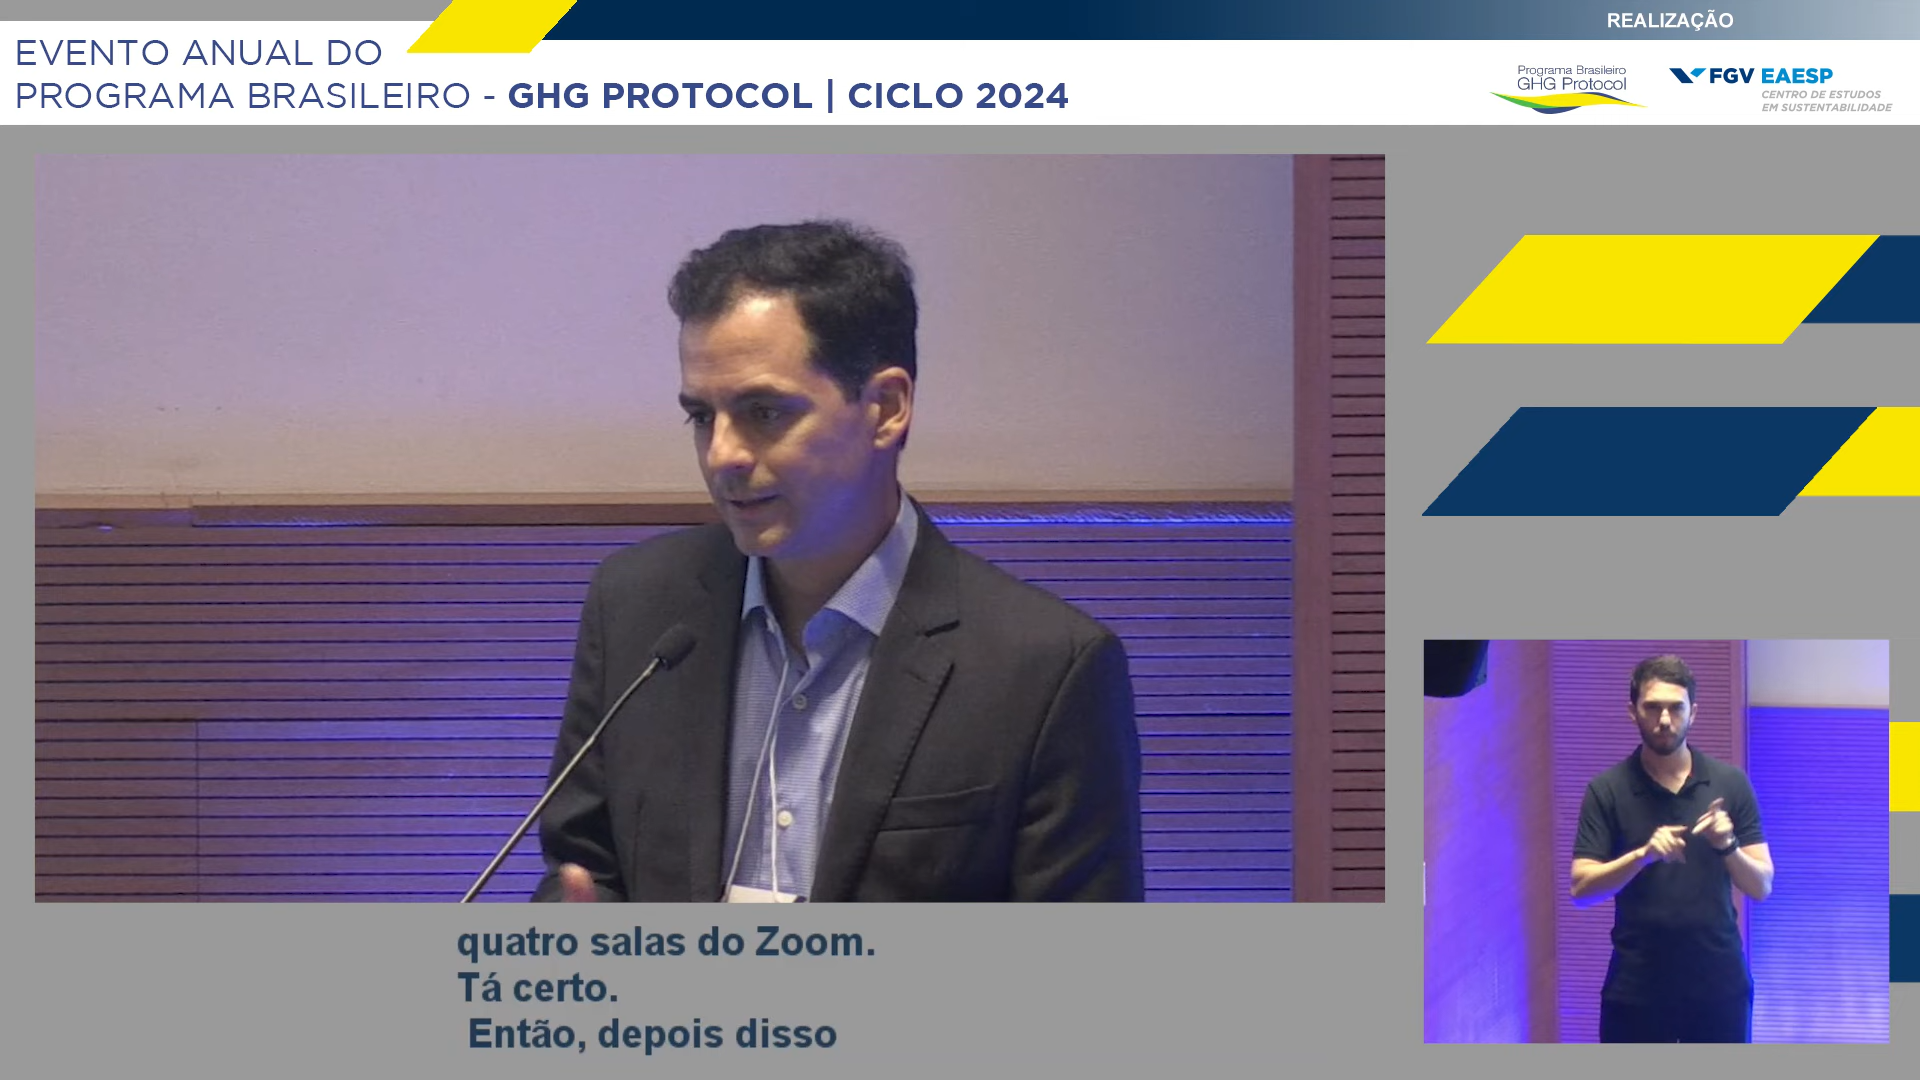 REALIZAÇÃO
EVENTO ANUAL DO
PROGRAMA BRASILEIRO - GHG PROTOCOL | CICLO 2024
Programa Brasileiro
GHG Protocol
FGV EAESP
CENTRO DE ESTUDOS
EM SUSTENTABILIDADE
quatro salas do Zoom.
Tá certo.
Então, depois disso